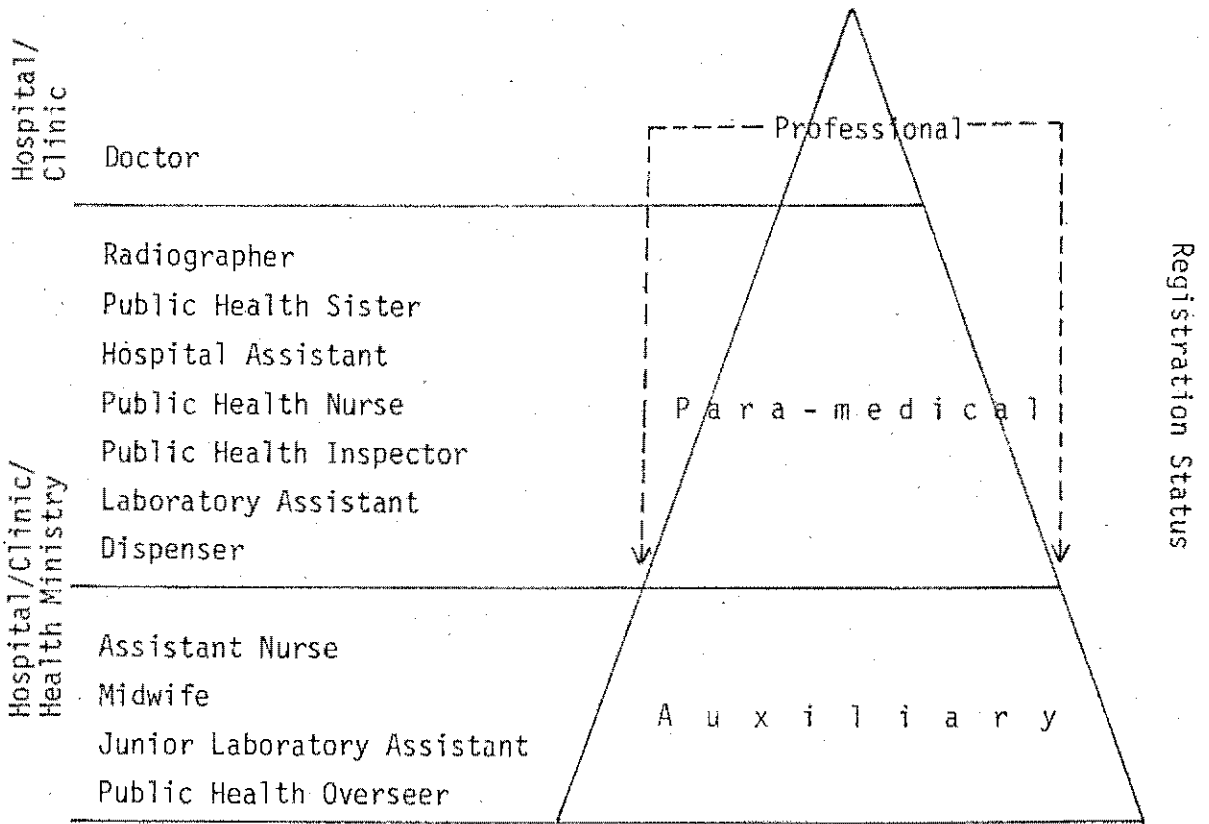 Hospital/
Clinic
Doctor
Professional
Radiographer
Public Health Sister
Hospital Assistant
Public Health Nurse
Public Health Inspector
Laboratory Assistant
Dispenser
Para-medical
Hospital/Clinic/
Health Ministry
Registration Status
Assistant Nurse
Midwife
Junior Laboratory Assistant
Public Health Overseer
Auxiliary